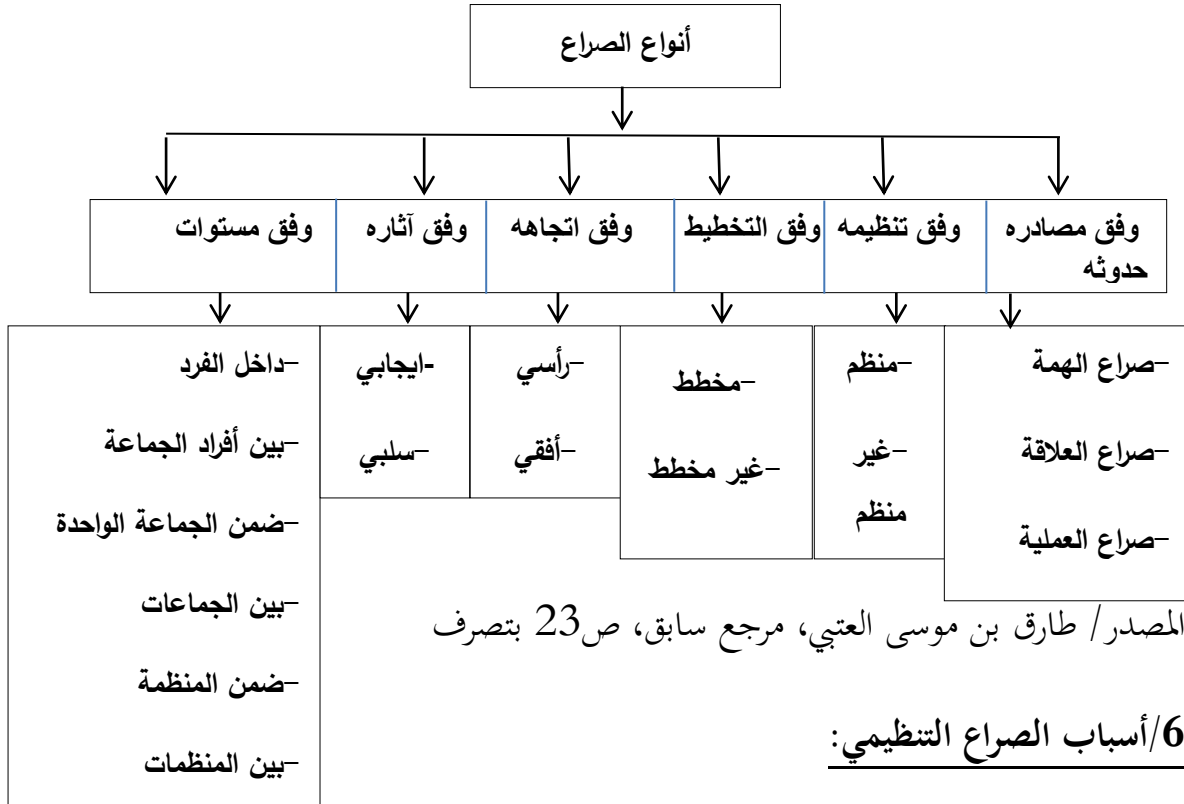 أنواع الصراع
وفق مصادره
حدوثه
وفق تنظيمه
وفق التخطيط
وفق اتجاهه
وفق آثاره
وفق مستوات
-صراع الهمة
-صراع العلاقة
-صراع العملية
-منظم
-غير
منظم
-مخطط
-غير مخطط
-رأسي
-أفقي
-ايجابي
-سلبي
-داخل الفرد
-بين أفراد الجماعة
-ضمن الجماعة الواحدة
-بين الجماعات
-ضمن المنظمة
-بين المنظمات
المصدر/ طارق بن موسى العتبي، مرجع سابق، ص23 بتصرف
6/أسباب الصراع التنظيمي: